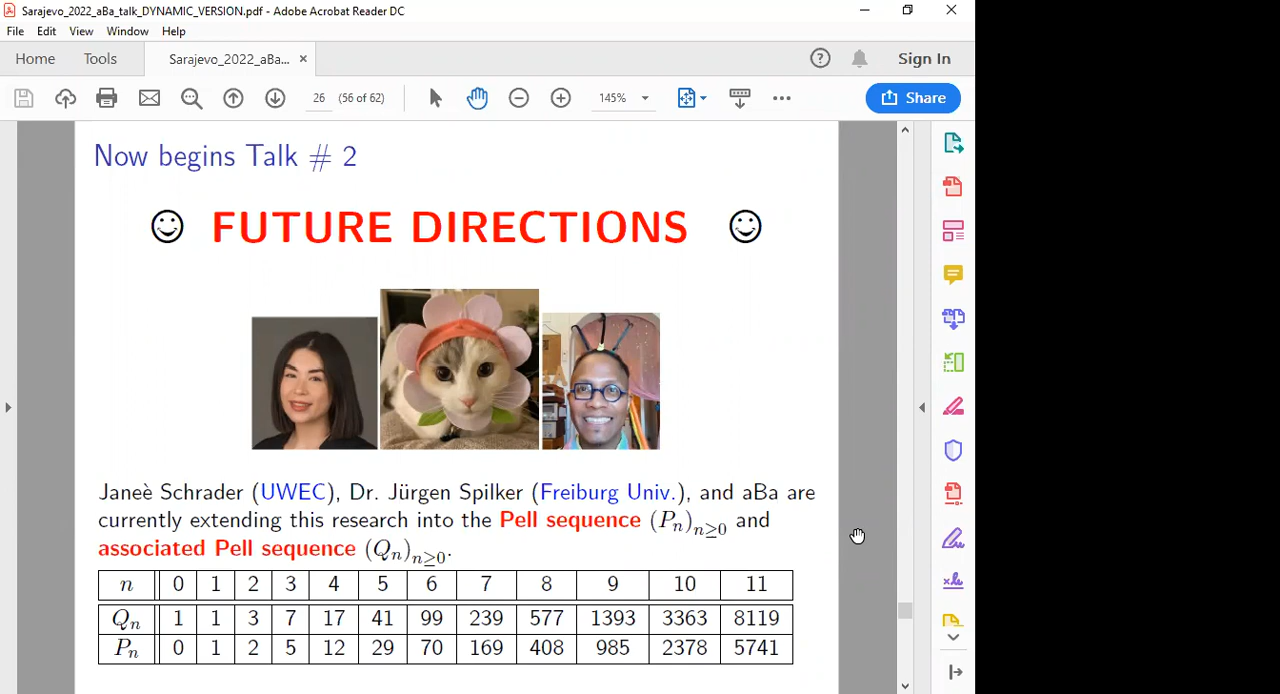 Sarajevo_2022_aBa_talk_DYNAMIC_VERSION.pdf - Adobe Acrobat Reader DC
File Edit View Window Help
Home Tools Sarajevo_2022_aBa... × Sign In
26 (56 of 62) 145% Share
Now begins Talk # 2
FUTURE DIRECTIONS
Janeè Schrader (UWEC), Dr. Jürgen Spilker (Freiburg Univ.), and aBa are
currently extending this research into the Pell sequence (Pₙ)ₙ≥₀ and
associated Pell sequence (Qₙ)ₙ≥₀.
n 0 1 2 3 4 5 6 7 8 9 10 11
Qₙ 1 1 3 7 17 41 99 239 577 1393 3363 8119
Pₙ 0 1 2 5 12 29 70 169 408 985 2378 5741